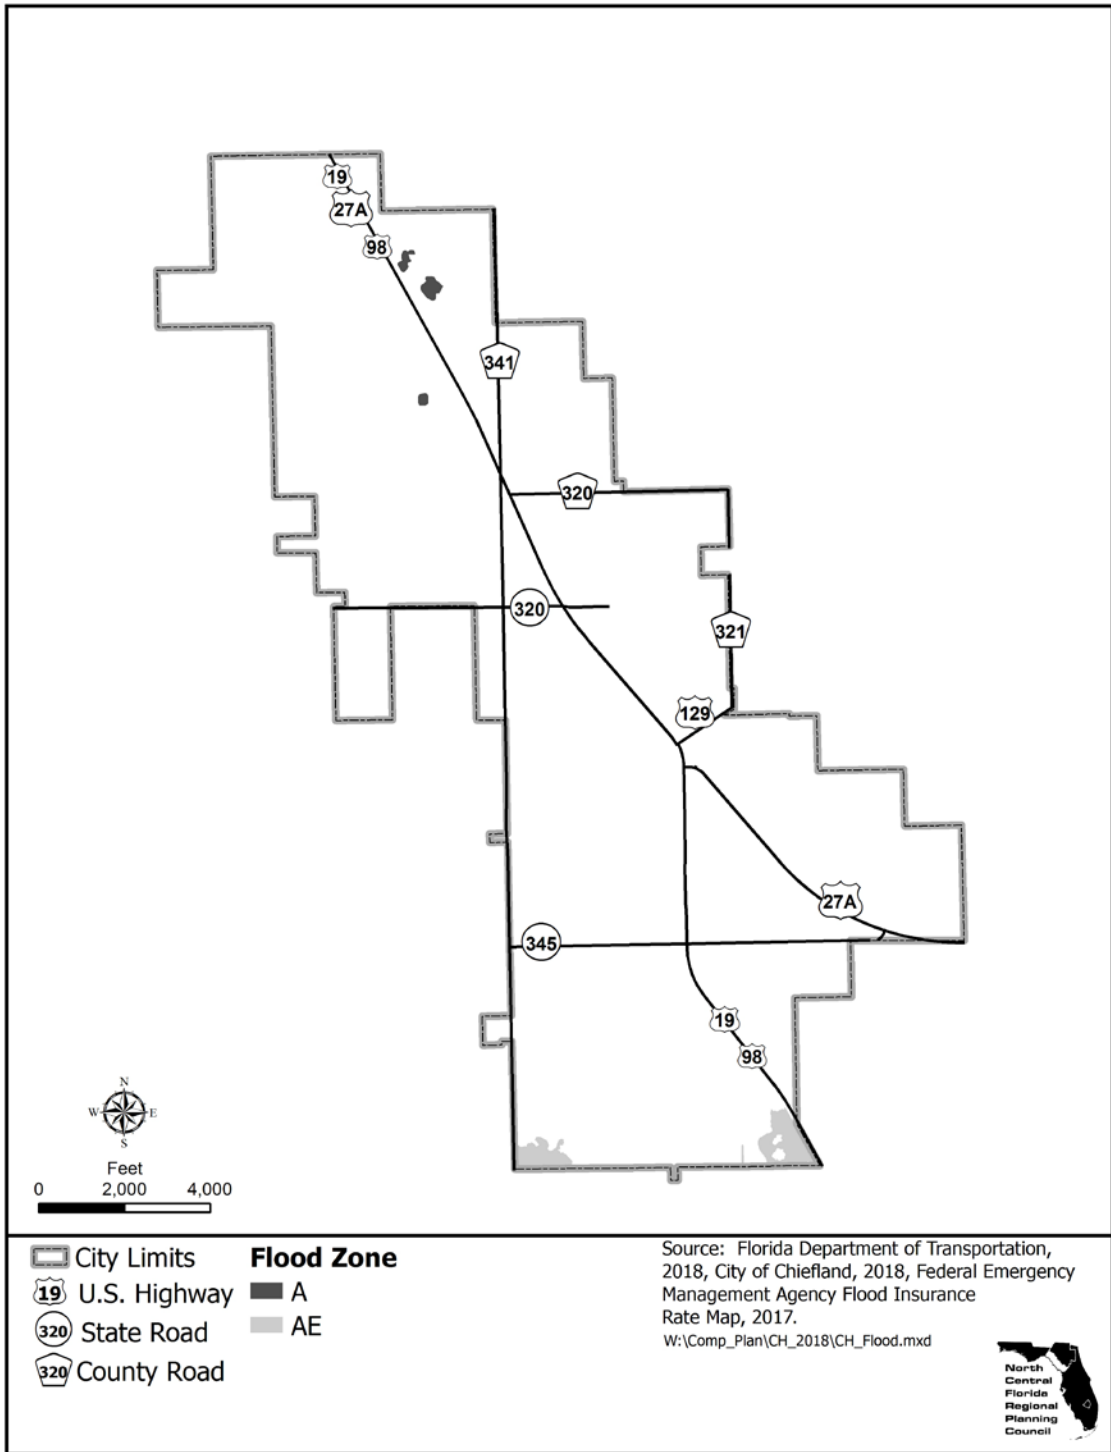 19
27A
98
341
320
320
321
129
27A
345
19
98
N
W E
S
Feet
0 2,000 4,000
City Limits
19 U.S. Highway
320 State Road
320 County Road
Flood Zone
A
AE
Source: Florida Department of Transportation,
2018, City of Chiefland, 2018, Federal Emergency
Management Agency Flood Insurance
Rate Map, 2017.
W:\Comp_Plan\CH_2018\CH_Flood.mxd
North
Central
Florida
Regional
Planning
Council